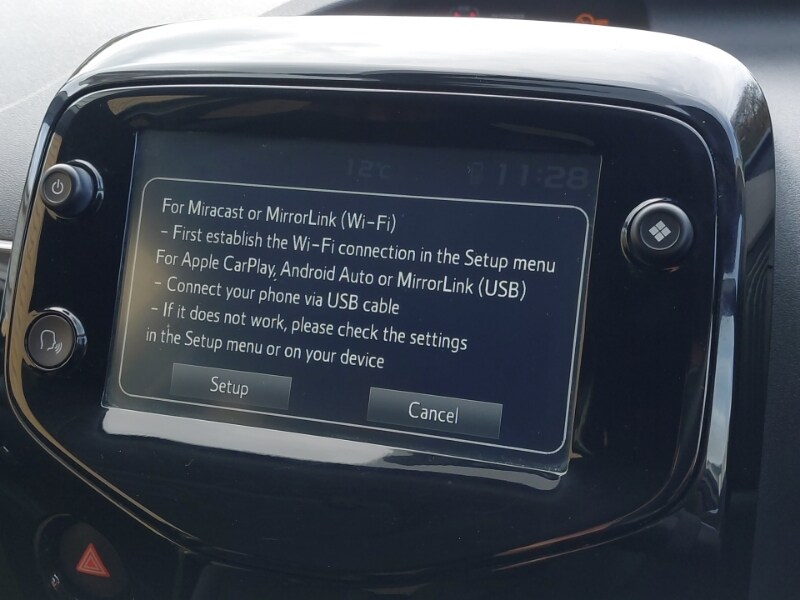 12°C 11:28
For Miracast or MirrorLink (Wi-Fi)
- First establish the Wi-Fi connection in the Setup menu
For Apple CarPlay, Android Auto or MirrorLink (USB)
- Connect your phone via USB cable
- If it does not work, please check the settings
in the Setup menu or on your device
Setup
Cancel